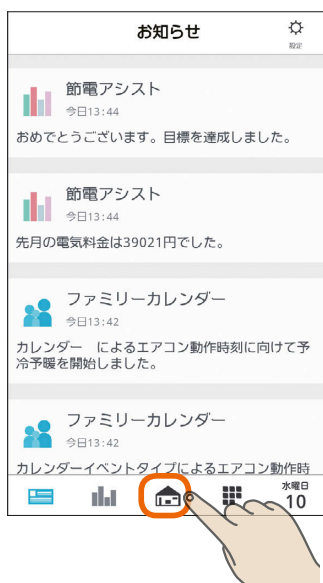 お知らせ
設定
節電アシスト
今日13:44
おめでとうございます。目標を達成しました。
節電アシスト
今日13:44
先月の電気料金は39021円でした。
ファミリーカレンダー
今日13:42
カレンダー　によるエアコン動作時刻に向けて予
冷予暖を開始しました。
ファミリーカレンダー
今日13:42
カレンダーイベントタイプによるエアコン動作時
水曜日
10